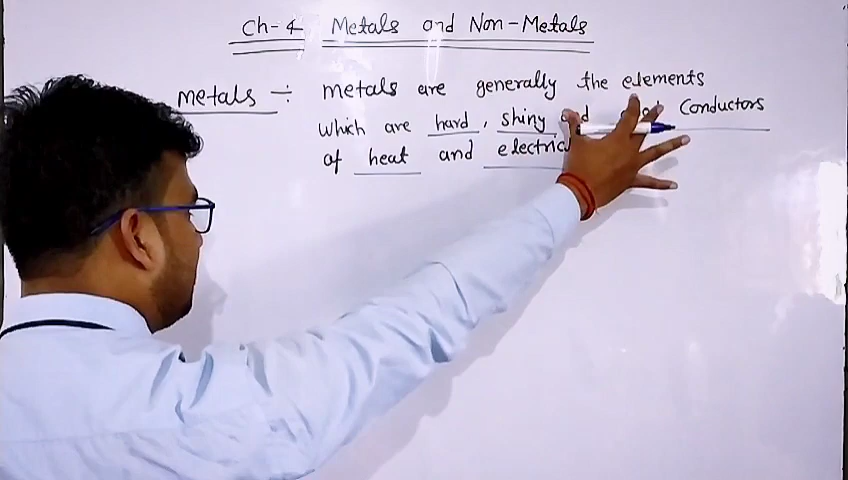 Ch-4 Metals and Non-Metals
Metals ÷ metals are generally the elements
which are hard, shiny Conductors
of heat and electric